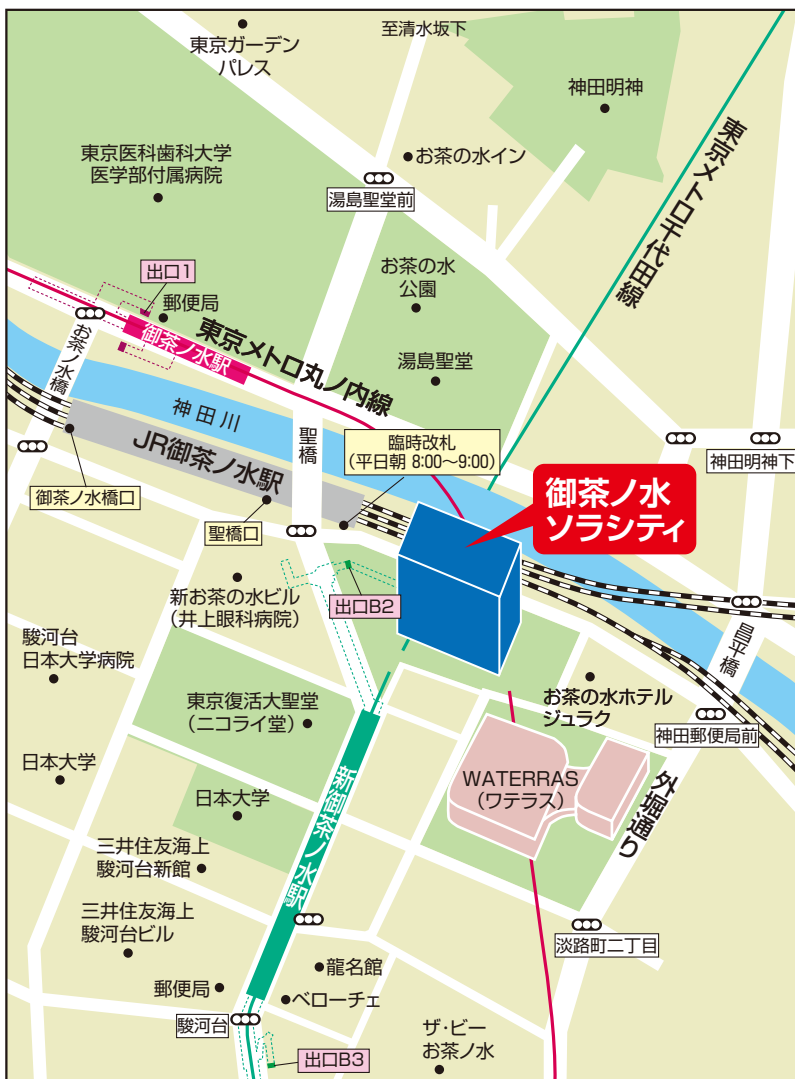 東京ガーデン
パレス
至清水坂下
神田明神
東京医科歯科大学
医学部付属病院
お茶の水イン
湯島聖堂前
東京メトロ千代田線
出口1
郵便局
お茶の水
公園
御茶ノ水駅
東京メトロ丸ノ内線
湯島聖堂
お茶ノ水橋
神田川
JR御茶ノ水駅
聖橋
臨時改札
(平日朝 8:00〜9:00)
神田明神下
御茶ノ水橋口
聖橋口
御茶ノ水
ソラシティ
新お茶の水ビル
(井上眼科病院)
出口B2
昌平橋
駿河台
日本大学病院
東京復活大聖堂
(ニコライ堂)
お茶の水ホテル
ジュラク
神田郵便局前
日本大学
日本大学
新御茶ノ水駅
WATERRAS
(ワテラス)
外堀通り
三井住友海上
駿河台新館
三井住友海上
駿河台ビル
淡路町二丁目
龍名館
郵便局
ベローチェ
駿河台
ザ・ビー
お茶ノ水
出口B3